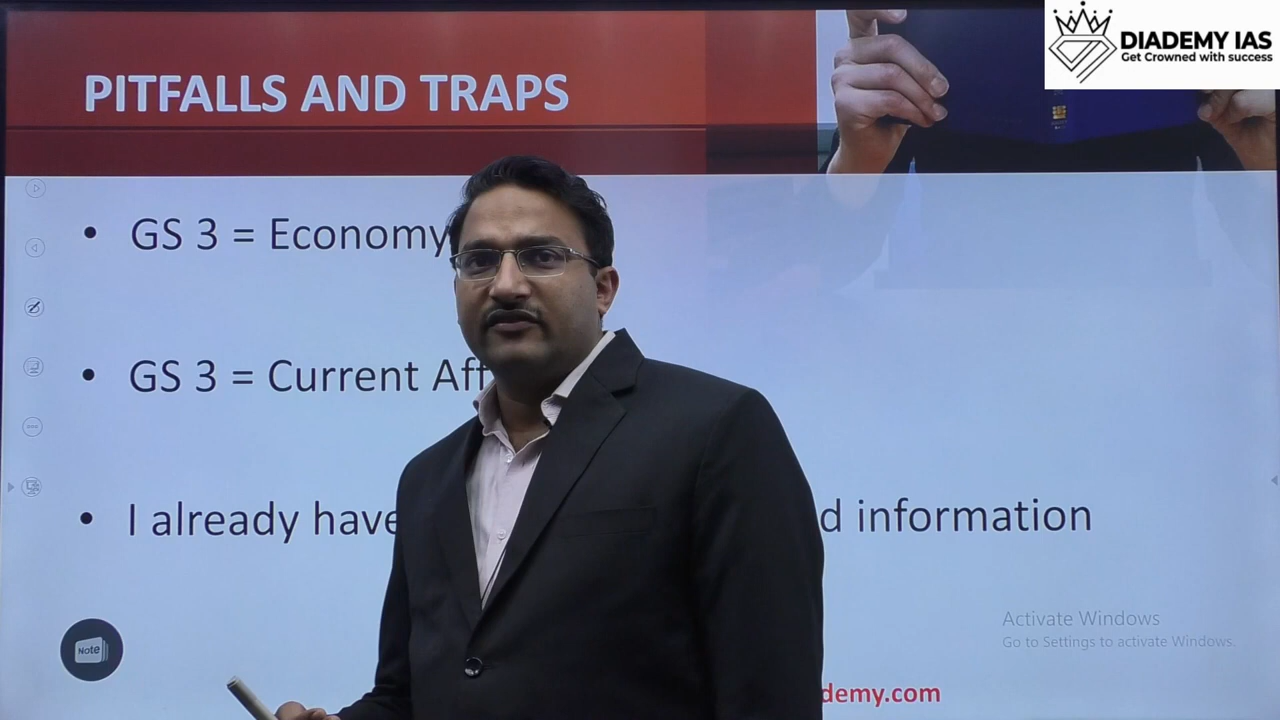 DIADEMY IAS
Get Crowned with success
PITFALLS AND TRAPS
• GS 3 = Economy
• GS 3 = Current Aff
• I already have d information
Note
Activate Windows
Go to Settings to activate Windows.
demy.com